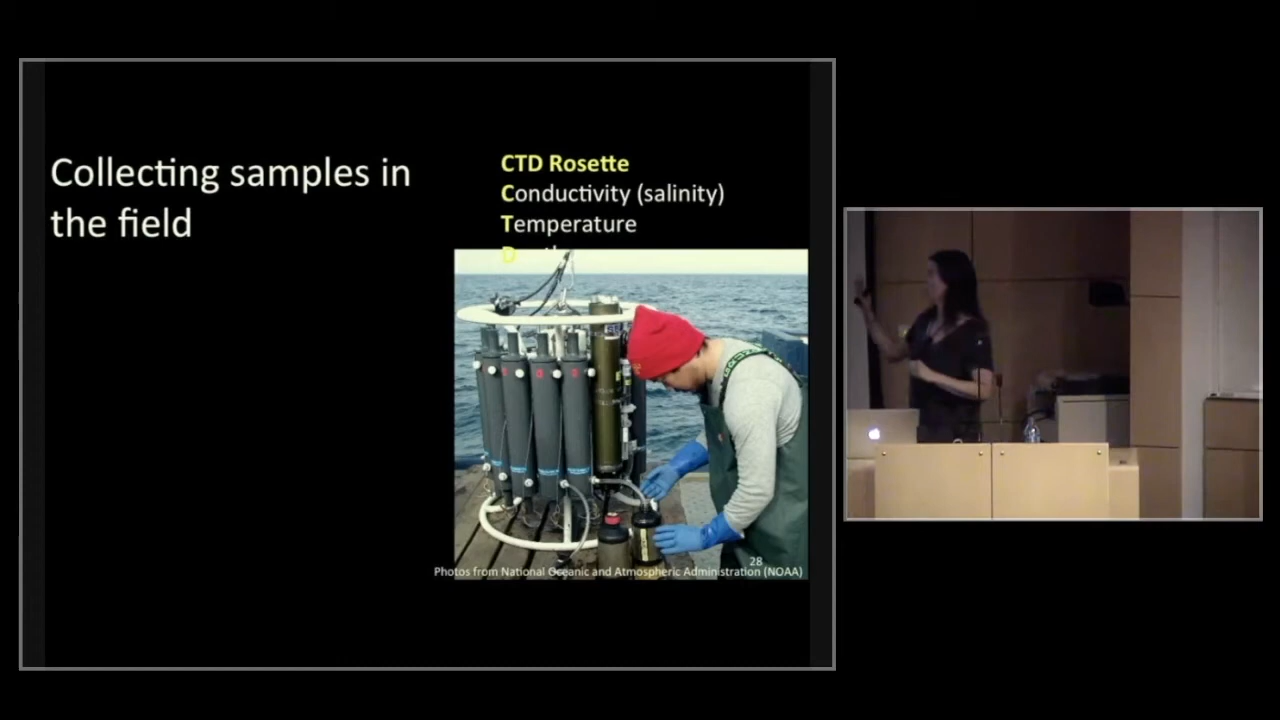 Collecting samples in
the field
CTD Rosette
Conductivity (salinity)
Temperature
28
Photos from National Oceanic and Atmospheric Administration (NOAA)